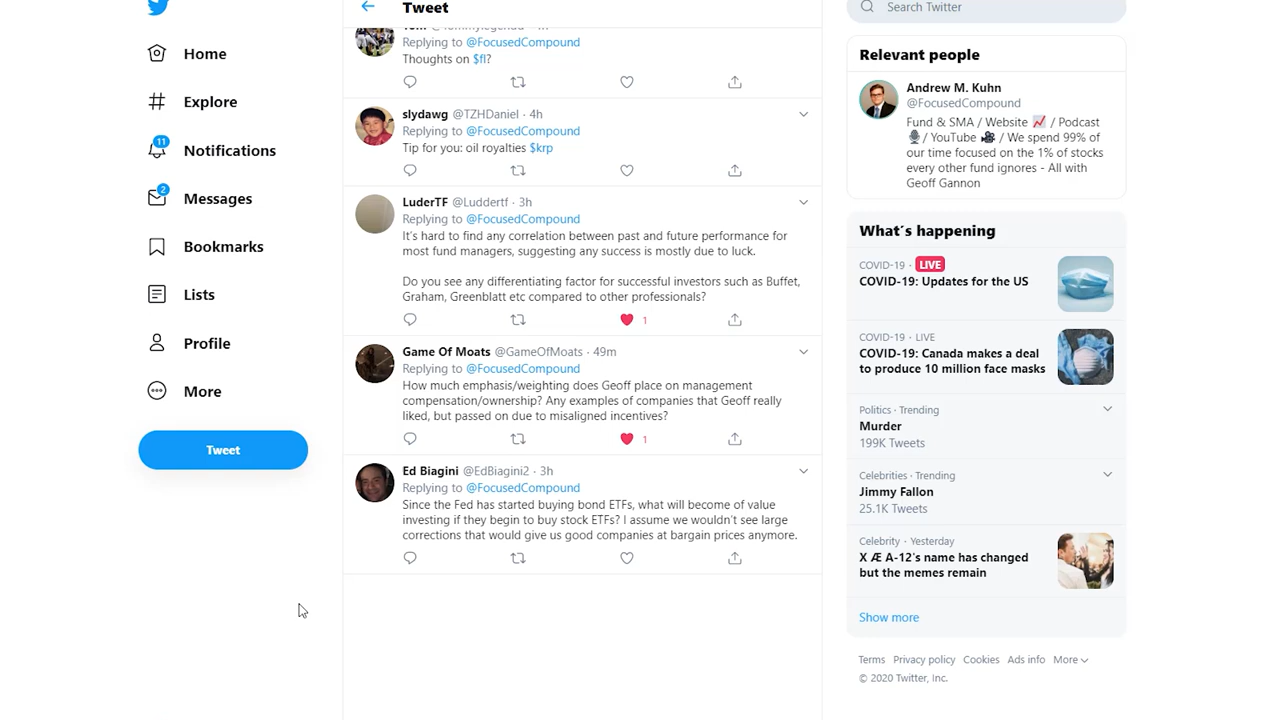 Home
Explore
11
Notifications
2
Messages
Bookmarks
Lists
Profile
More
Tweet
Tweet
Replying to @FocusedCompound
Thoughts on $fl?
slydawg @TZHDaniel · 4h
Replying to @FocusedCompound
Tip for you: oil royalties $krp
LuderTF @Luddertf · 3h
Replying to @FocusedCompound
It's hard to find any correlation between past and future performance for
most fund managers, suggesting any success is mostly due to luck.
Do you see any differentiating factor for successful investors such as Buffet,
Graham, Greenblatt etc compared to other professionals?
1
Game Of Moats @GameOfMoats · 49m
Replying to @FocusedCompound
How much emphasis/weighting does Geoff place on management
compensation/ownership? Any examples of companies that Geoff really
liked, but passed on due to misaligned incentives?
1
Ed Biagini @EdBiagini2 · 3h
Replying to @FocusedCompound
Since the Fed has started buying bond ETFs, what will become of value
investing if they begin to buy stock ETFs? I assume we wouldn't see large
corrections that would give us good companies at bargain prices anymore.
Search Twitter
Relevant people
Andrew M. Kuhn
@FocusedCompound
Fund & SMA / Website 📈 / Podcast
🎙/ YouTube 🎥 / We spend 99% of
our time focused on the 1% of stocks
every other fund ignores - All with
Geoff Gannon
What's happening
COVID-19 · LIVE
COVID-19: Updates for the US
COVID-19 · LIVE
COVID-19: Canada makes a deal
to produce 10 million face masks
Politics · Trending
Murder
199K Tweets
Celebrities · Trending
Jimmy Fallon
25.1K Tweets
Celebrity · Yesterday
X Æ A-12's name has changed
but the memes remain
Show more
Terms Privacy policy Cookies Ads info More
© 2020 Twitter, Inc.